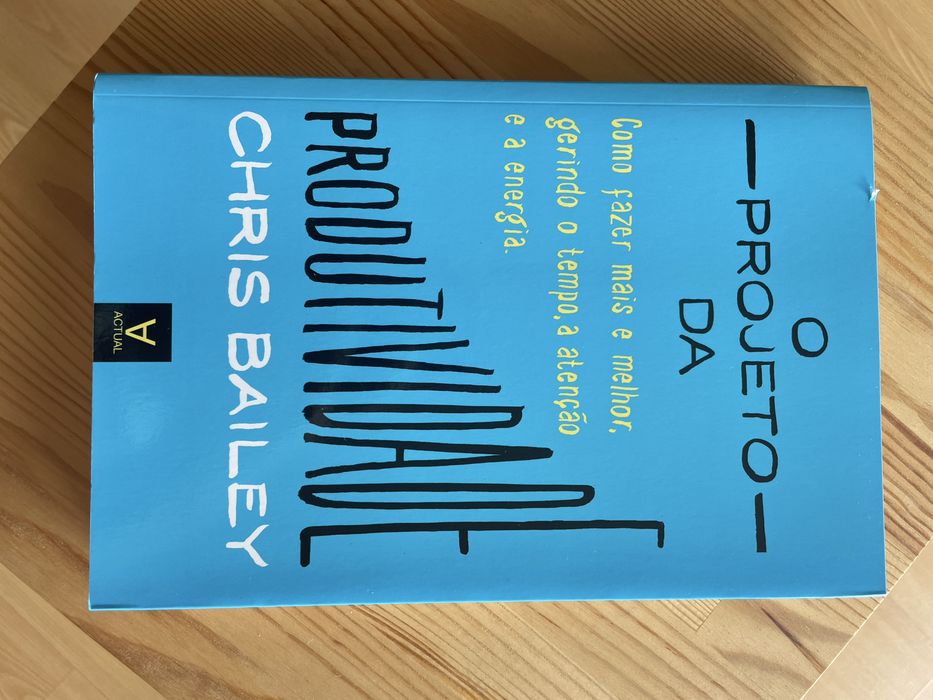 O
PROJETO
DA
Como fazer mais e melhor,
gerindo o tempo, a atenção
e a energia.
PRODUTIVIDADE
CHRIS BAILEY
A
ACTUAL